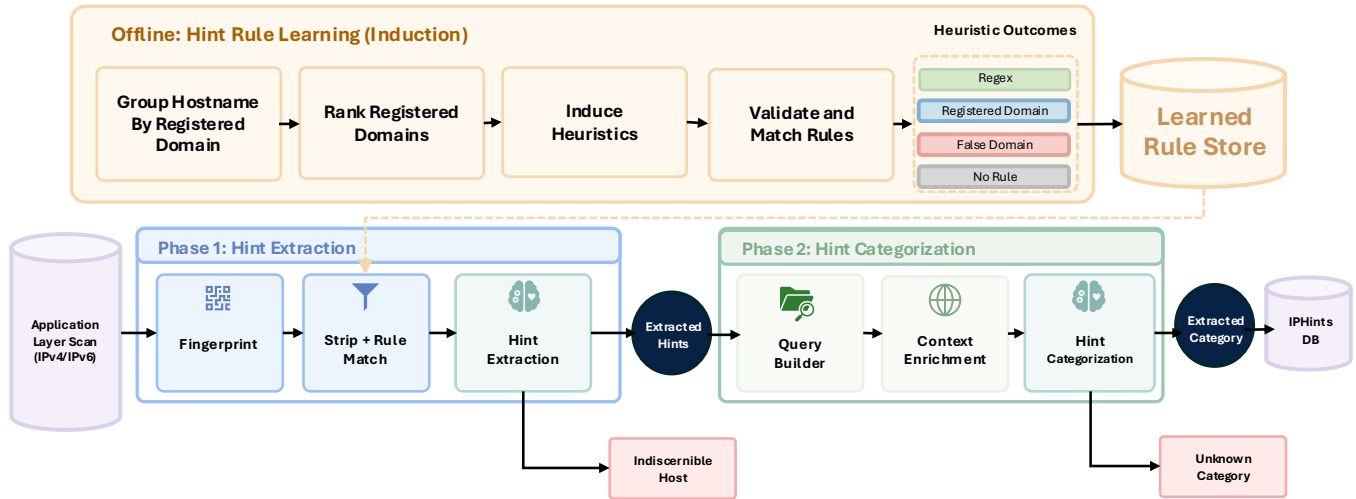 Offline: Hint Rule Learning (Induction)
Heuristic Outcomes
Group Hostname
By Registered
Domain
Rank Registered
Domains
Induce
Heuristics
Validate and
Match Rules
Regex
Registered Domain
False Domain
No Rule
Learned
Rule Store
Phase 1: Hint Extraction
Phase 2: Hint Categorization
Application
Layer Scan
(IPv4/IPv6)
Fingerprint
Strip + Rule
Match
Hint
Extraction
Extracted
Hints
Query
Builder
Context
Enrichment
Hint
Categorization
Extracted
Category
IPHints
DB
Indiscernible
Host
Unknown
Category